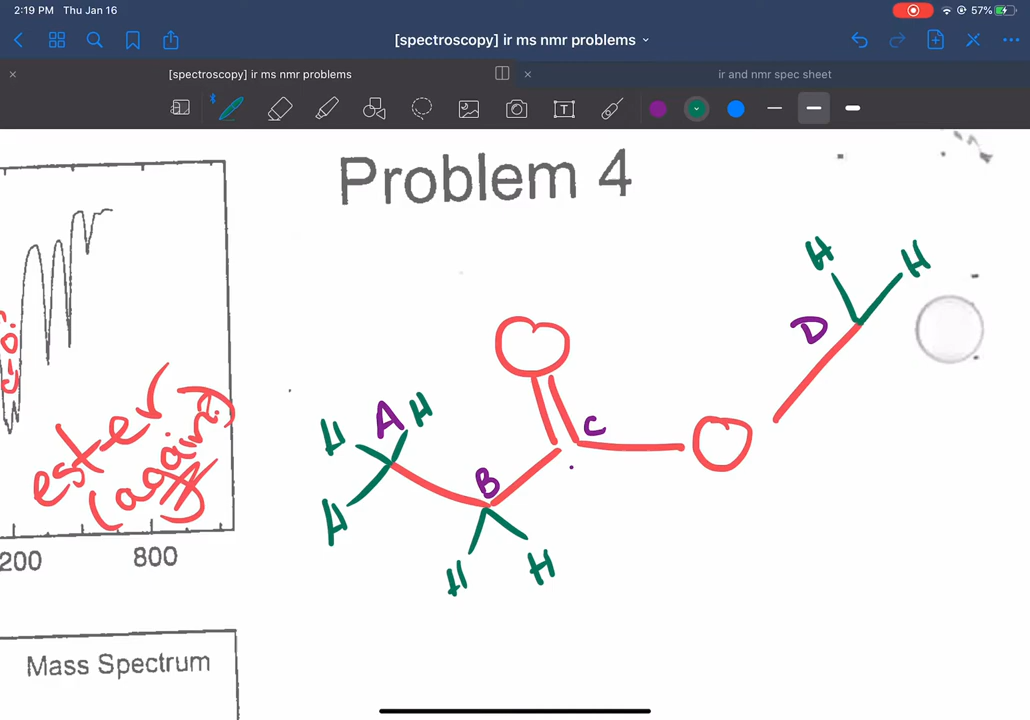 2:19 PM Thu Jan 16
57%
[spectroscopy] ir ms nmr problems
[spectroscopy] ir ms nmr problems
ir and nmr spec sheet
T
Problem 4
H H
D
O
H A H
C
O
B
H
H H
C-O
ester
(again)
200 800
Mass Spectrum